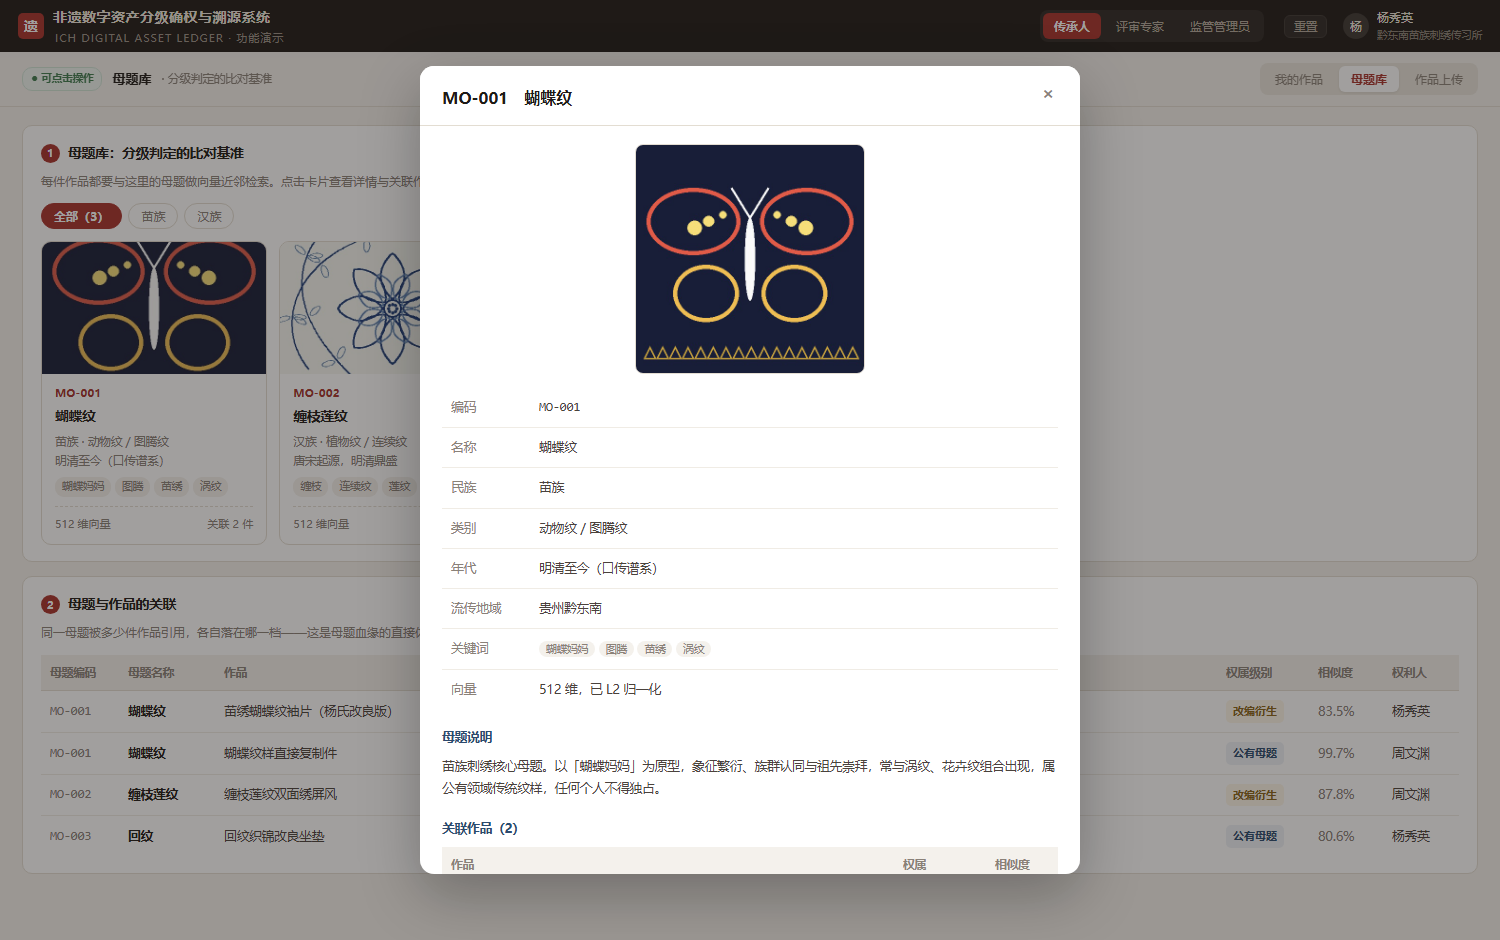 遗
非遗数字资产分级确权与溯源系统
ICH DIGITAL ASSET LEDGER · 功能演示
传承人
评审专家
监管管理员
重置
杨
杨秀英
黔东南苗族刺绣传习所
可点击操作
母题库
· 分级判定的比对基准
我的作品
母题库
作品上传
1
母题库：分级判定的比对基准
每件作品都要与这里的母题做向量近邻检索。点击卡片查看详情与关联
全部（3）
苗族
汉族
MO-001
蝴蝶纹
苗族 · 动物纹 / 图腾纹
明清至今（口传谱系）
蝴蝶妈妈
图腾
苗绣
涡纹
512 维向量
关联 2 件
MO-002
缠枝莲纹
汉族 · 植物纹 / 连续纹
唐宋起源，明清鼎盛
缠枝
连续纹
莲纹
512 维向量
2
母题与作品的关联
同一母题被多少件作品引用，各自落在哪一档——这是母题血缘的直接
母题编码
母题名称
作品
权属级别
相似度
权利人
MO-001
蝴蝶纹
苗绣蝴蝶纹袖片（杨氏改良版）
改编衍生
83.5%
杨秀英
MO-001
蝴蝶纹
蝴蝶纹样直接复制件
公有母题
99.7%
周文渊
MO-002
缠枝莲纹
缠枝莲纹双面绣屏风
改编衍生
87.8%
周文渊
MO-003
回纹
回纹织锦改良坐垫
公有母题
80.6%
杨秀英
MO-001 蝴蝶纹
×
编码
MO-001
名称
蝴蝶纹
民族
苗族
类别
动物纹 / 图腾纹
年代
明清至今（口传谱系）
流传地域
贵州黔东南
关键词
蝴蝶妈妈
图腾
苗绣
涡纹
向量
512 维，已 L2 归一化
母题说明
苗族刺绣核心母题。以「蝴蝶妈妈」为原型，象征繁衍、族群认同与祖先崇拜，常与涡纹、花卉纹组合出现，属
公有领域传统纹样，任何个人不得独占。
关联作品（2）
作品
权属
相似度